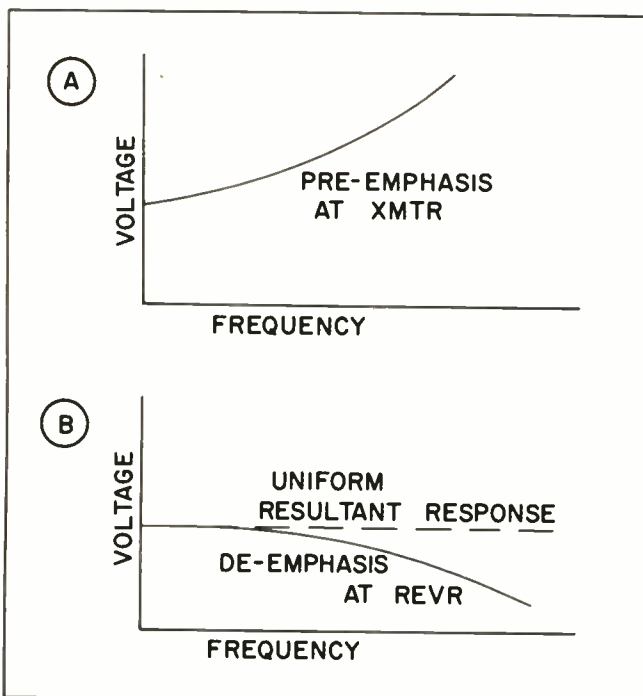 A
VOLTAGE
PRE-EMPHASIS
AT XMTR
FREQUENCY
B
VOLTAGE
UNIFORM
RESULTANT RESPONSE
DE-EMPHASIS
AT REVR
FREQUENCY